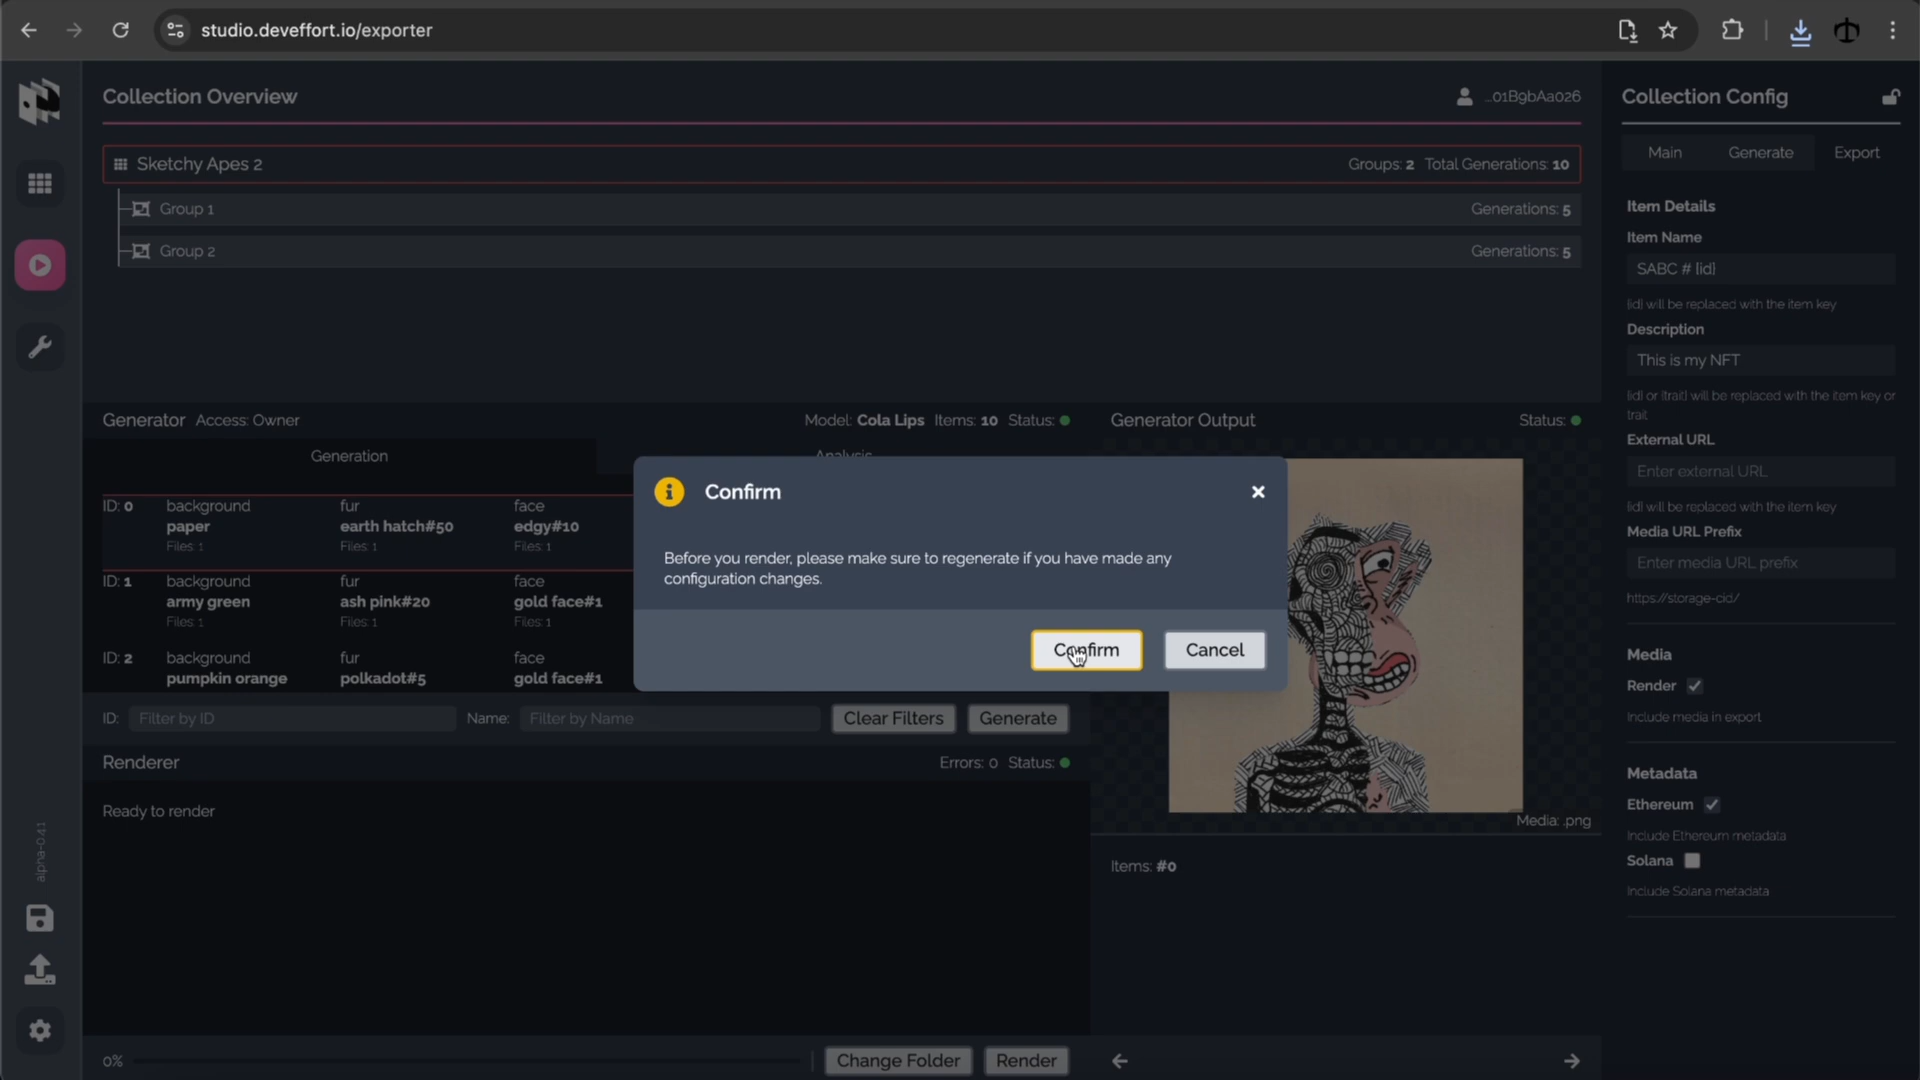 studio.deveffort.io/exporter
Collection Overview
...01B9bAa026
Sketchy Apes 2
Groups: 2 Total Generations: 10
Group 1
Generations: 5
Group 2
Generations: 5
Collection Config
Main
Generate
Export
Item Details
Item Name
SABC # {id}
{id} will be replaced with the item key
Description
This is my NFT
{id} or {trait} will be replaced with the item key or
trait
External URL
Enter external URL
{id} will be replaced with the item key
Media URL Prefix
Enter media URL prefix
https://storage-cid/
Media
Render
Include media in export
Metadata
Ethereum
Include Ethereum metadata
Solana
Include Solana metadata
Generator Access: Owner
Model: Cola Lips Items: 10 Status:
Generator Output
Status:
Generation
Analysis
ID: 0
background
paper
Files: 1
fur
earth hatch#50
Files: 1
face
edgy#10
Files: 1
ID: 1
background
army green
Files: 1
fur
ash pink#20
Files: 1
face
gold face#1
Files: 1
ID: 2
background
pumpkin orange
fur
polkadot#5
face
gold face#1
Confirm
Before you render, please make sure to regenerate if you have made any
configuration changes.
Confirm
Cancel
ID:
Filter by ID
Name:
Filter by Name
Clear Filters
Generate
Renderer
Errors: 0 Status:
Ready to render
Media: .png
Items: #0
alpha-0.41
0%
Change Folder
Render